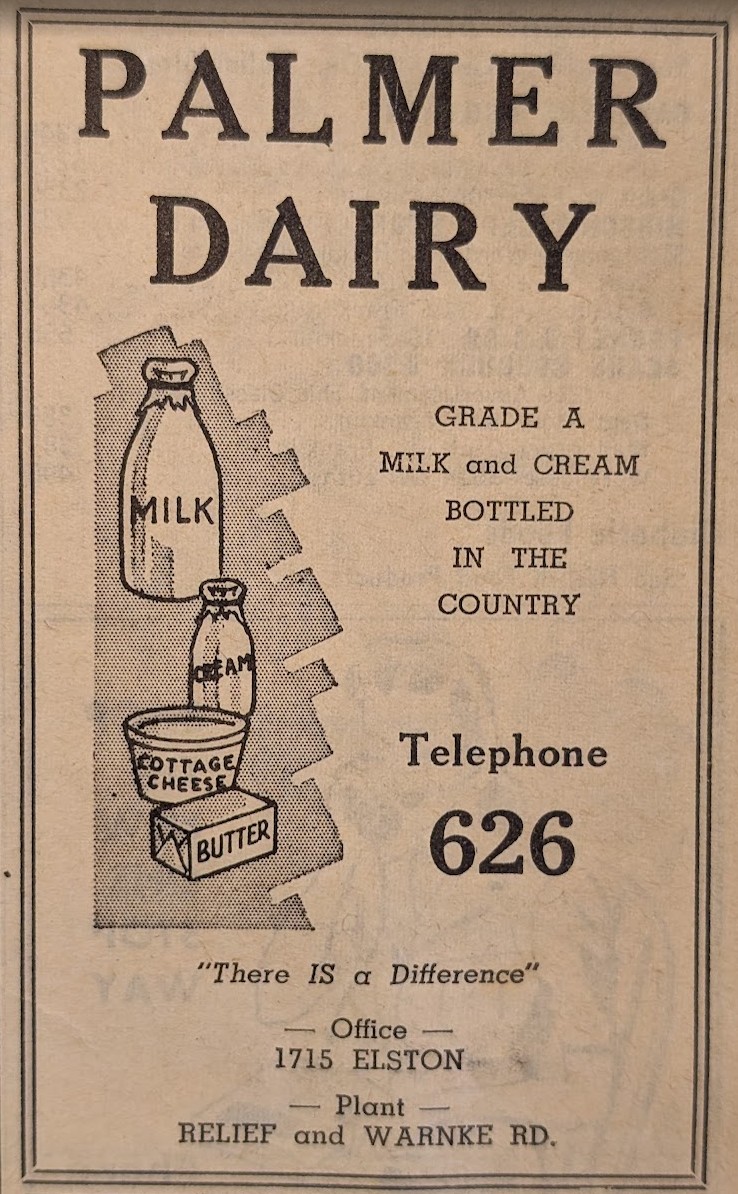 PALMER
DAIRY
MILK
CREAM
COTTAGE
CHEESE
BUTTER
GRADE A
MILK and CREAM
BOTTLED
IN THE
COUNTRY
Telephone
626
"There IS a Difference"
— Office —
1715 ELSTON
— Plant —
RELIEF and WARNKE RD.